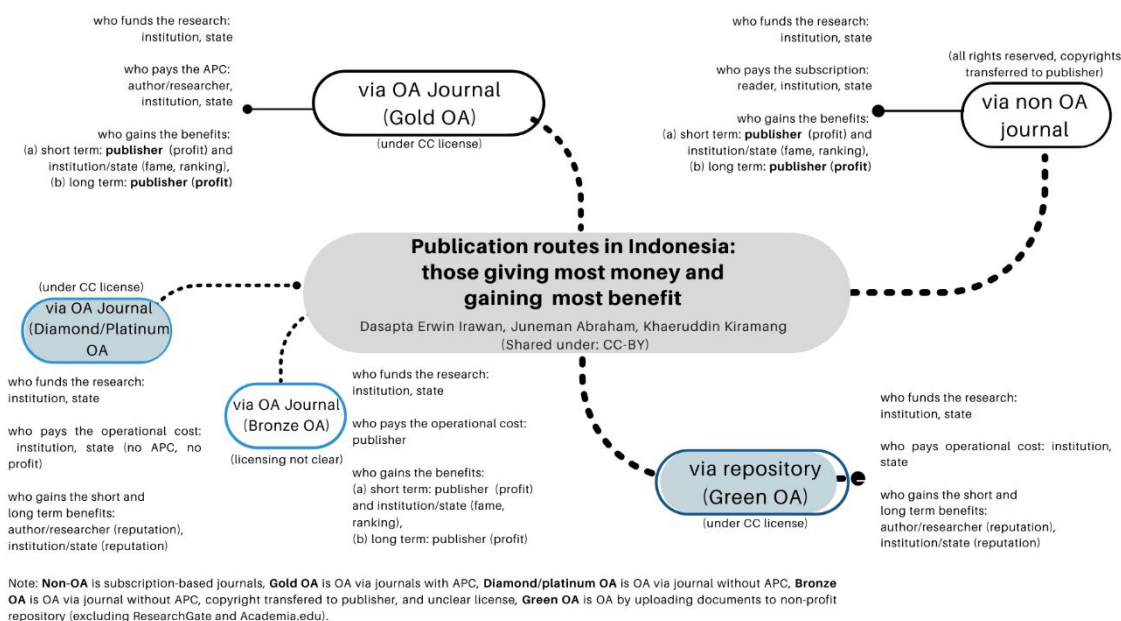 who funds the research:
institution, state
who pays the APC:
author/researcher,
institution, state
who gains the benefits:
(a) short term: publisher (profit) and
institution/state (fame, ranking),
(b) long term: publisher (profit)
via OA Journal
(Gold OA)
(under CC license)
who funds the research:
institution, state
who pays the subscription:
reader, institution, state
who gains the benefits:
(a) short term: publisher (profit) and
institution/state (fame, ranking),
(b) long term: publisher (profit)
(all rights reserved, copyrights
transferred to publisher)
via non OA
journal
Publication routes in Indonesia:
those giving most money and
gaining most benefit
Dasapta Erwin Irawan, Juneman Abraham, Khaeruddin Kiramang
(Shared under: CC-BY)
(under CC license)
via OA Journal
(Diamond/Platinum
OA
who funds the research:
institution, state
who pays the operational cost:
institution, state (no APC, no
profit)
who gains the short and
long term benefits:
author/researcher (reputation),
institution/state (reputation)
via OA Journal
(Bronze OA)
(licensing not clear)
who funds the research:
institution, state
who pays the operational cost:
publisher
who gains the benefits:
(a) short term: publisher (profit)
and institution/state (fame,
ranking),
(b) long term: publisher (profit)
via repository
(Green OA)
(under CC license)
who funds the research:
institution, state
who pays operational cost: institution,
state
who gains the short and
long term benefits:
author/researcher (reputation),
institution/state (reputation)
Note: Non-OA is subscription-based journals, Gold OA is OA via journals with APC, Diamond/platinum OA is OA via journal without APC, Bronze
OA is OA via journal without APC, copyright transfered to publisher, and unclear license, Green OA is OA by uploading documents to non-profit
repository (excluding ResearchGate and Academia.edu).